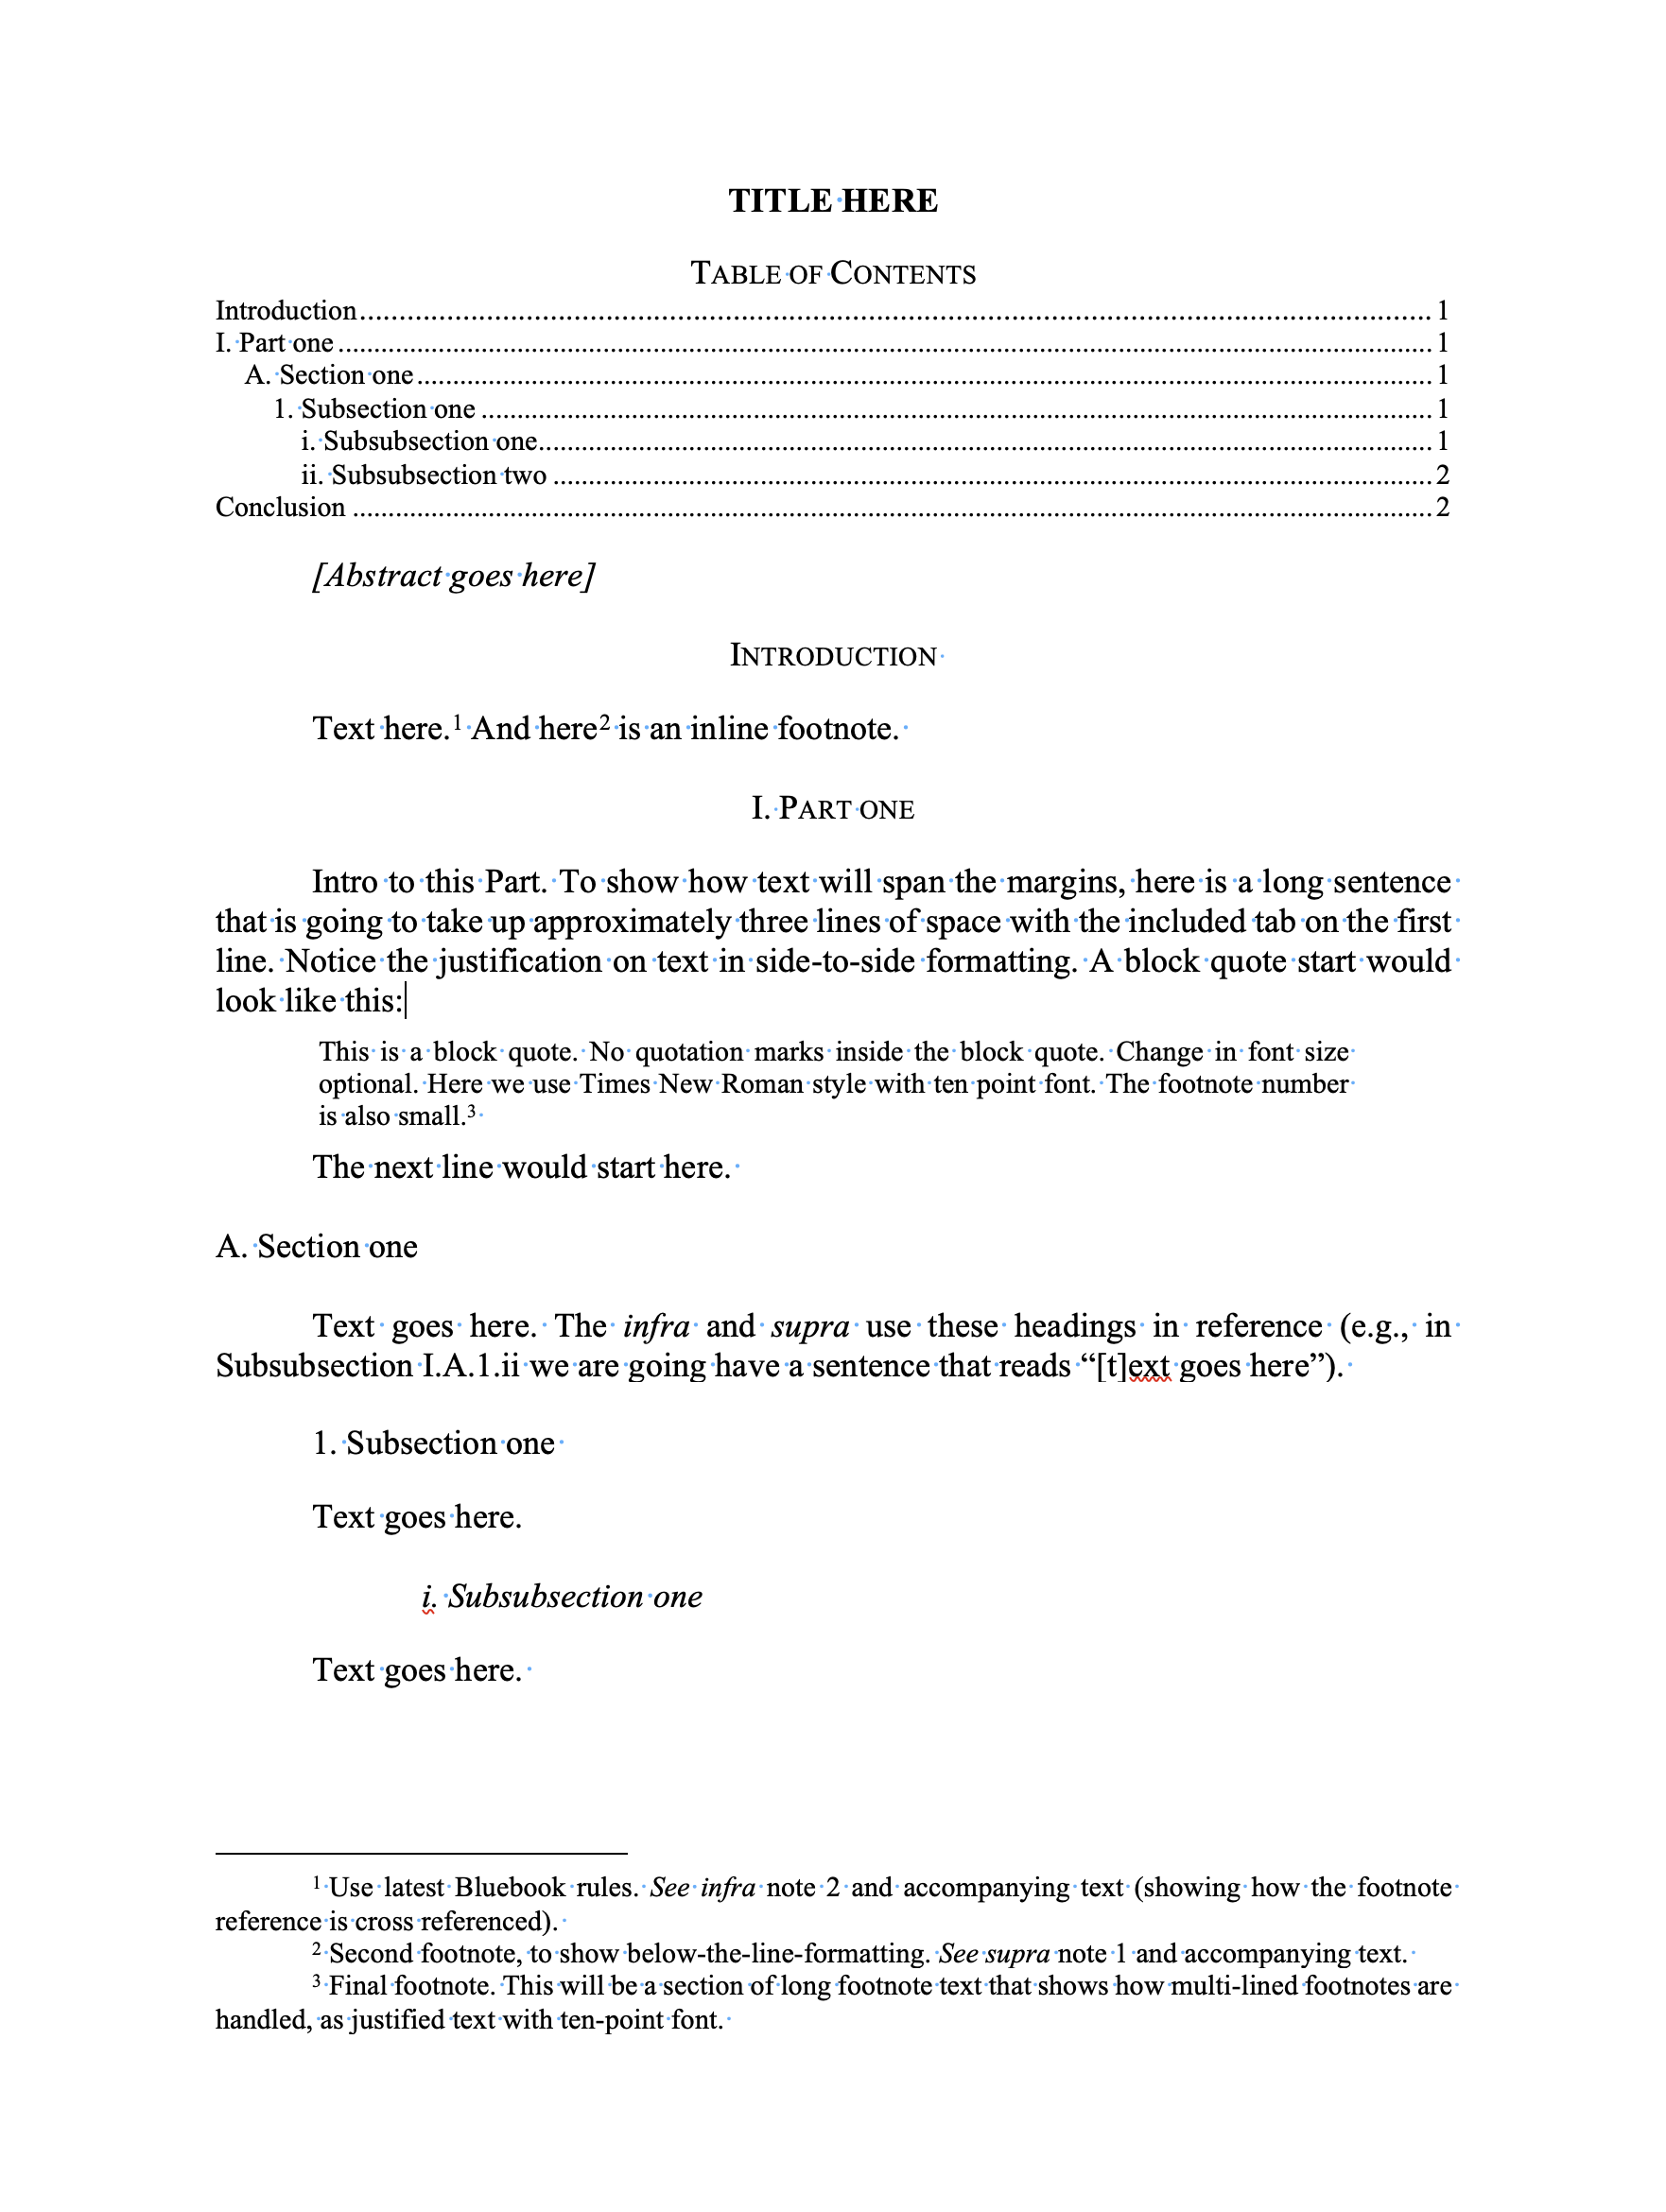 TITLE HERE
TABLE OF CONTENTS
Introduction.......................................................................................................................................................... 1
I. Part one ............................................................................................................................................................. 1
A. Section one.................................................................................................................................................. 1
1. Subsection one ........................................................................................................................................ 1
i. Subsubsection one................................................................................................................................ 1
ii. Subsubsection two .............................................................................................................................. 2
Conclusion ........................................................................................................................................................... 2
[Abstract goes here]
INTRODUCTION
Text here.¹ And here² is an inline footnote.
I. PART ONE
Intro to this Part. To show how text will span the margins, here is a long sentence
that is going to take up approximately three lines of space with the included tab on the first
line. Notice the justification on text in side-to-side formatting. A block quote start would
look like this:
This is a block quote. No quotation marks inside the block quote. Change in font size
optional. Here we use Times New Roman style with ten point font. The footnote number
is also small.³
The next line would start here.
A. Section one
Text goes here. The infra and supra use these headings in reference (e.g., in
Subsubsection I.A.1.ii we are going have a sentence that reads “[t]ext goes here”).
1. Subsection one
Text goes here.
i. Subsubsection one
Text goes here.
¹ Use latest Bluebook rules. See infra note 2 and accompanying text (showing how the footnote
reference is cross referenced).
² Second footnote, to show below-the-line-formatting. See supra note 1 and accompanying text.
³ Final footnote. This will be a section of long footnote text that shows how multi-lined footnotes are
handled, as justified text with ten-point font.